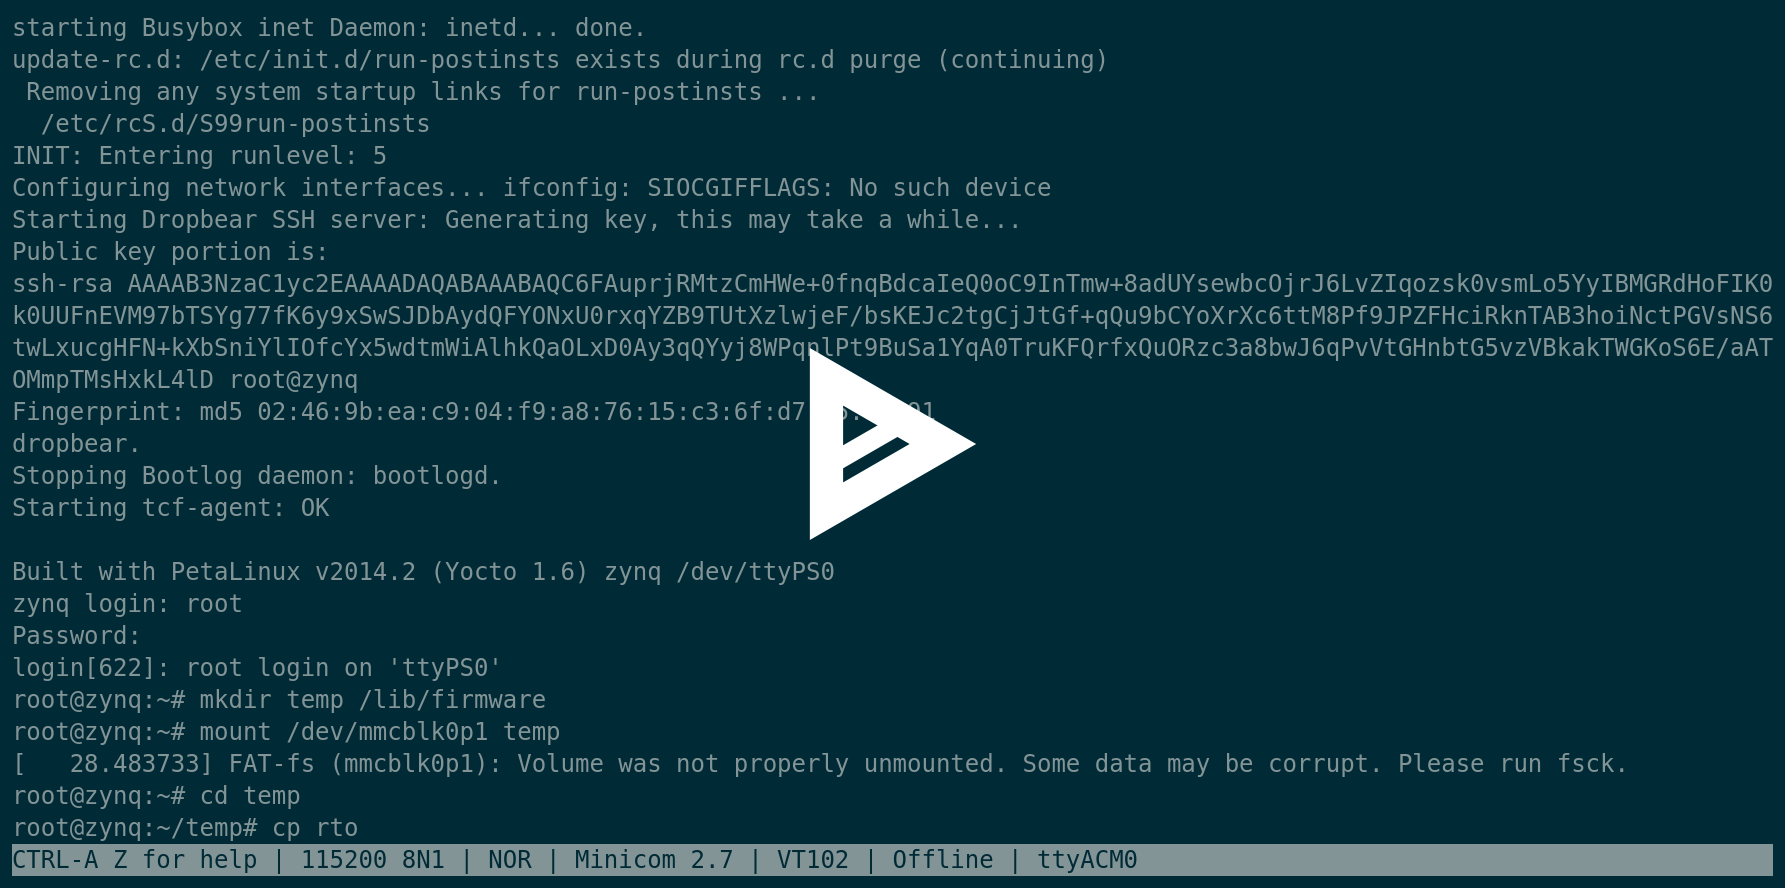 starting Busybox inet Daemon: inetd... done.
update-rc.d: /etc/init.d/run-postinsts exists during rc.d purge (continuing)
 Removing any system startup links for run-postinsts ...
  /etc/rcS.d/S99run-postinsts
INIT: Entering runlevel: 5
Configuring network interfaces... ifconfig: SIOCGIFFLAGS: No such device
Starting Dropbear SSH server: Generating key, this may take a while...
Public key portion is:
ssh-rsa AAAAB3NzaC1yc2EAAAADAQABAAABAQC6FAuprjRMtzCmHWe+0fnqBdcaIeQ0oC9InTmw+8adUYsewbcOjrJ6LvZIqozsk0vsmLo5YyIBMGRdHoFIK0
k0UUFnEVM97bTSYg77fK6y9xSwSJDbAydQFYONxU0rxqYZB9TUtXzlwjeF/bsKEJc2tgCjJtGf+qQu9bCYoXrXc6ttM8Pf9JPZFHciRknTAB3hoiNctPGVsNS6
twLxucgHFN+kXbSniYlIOfcYx5wdtmWiAlhkQaOLxD0Ay3qQYyj8WPqnlPt9BuSa1YqA0TruKFQrfxQuORzc3a8bwJ6qPvVtGHnbtG5vzVBkakTWGKoS6E/aAT
OMmpTMsHxkL4lD root@zynq
Fingerprint: md5 02:46:9b:ea:c9:04:f9:a8:76:15:c3:6f:d7
dropbear.
Stopping Bootlog daemon: bootlogd.
Starting tcf-agent: OK
Built with PetaLinux v2014.2 (Yocto 1.6) zynq /dev/ttyPS0
zynq login: root
Password:
login[622]: root login on 'ttyPS0'
root@zynq:~# mkdir temp /lib/firmware
root@zynq:~# mount /dev/mmcblk0p1 temp
[   28.483733] FAT-fs (mmcblk0p1): Volume was not properly unmounted. Some data may be corrupt. Please run fsck.
root@zynq:~# cd temp
root@zynq:~/temp# cp rto
CTRL-A Z for help | 115200 8N1 | NOR | Minicom 2.7 | VT102 | Offline | ttyACM0